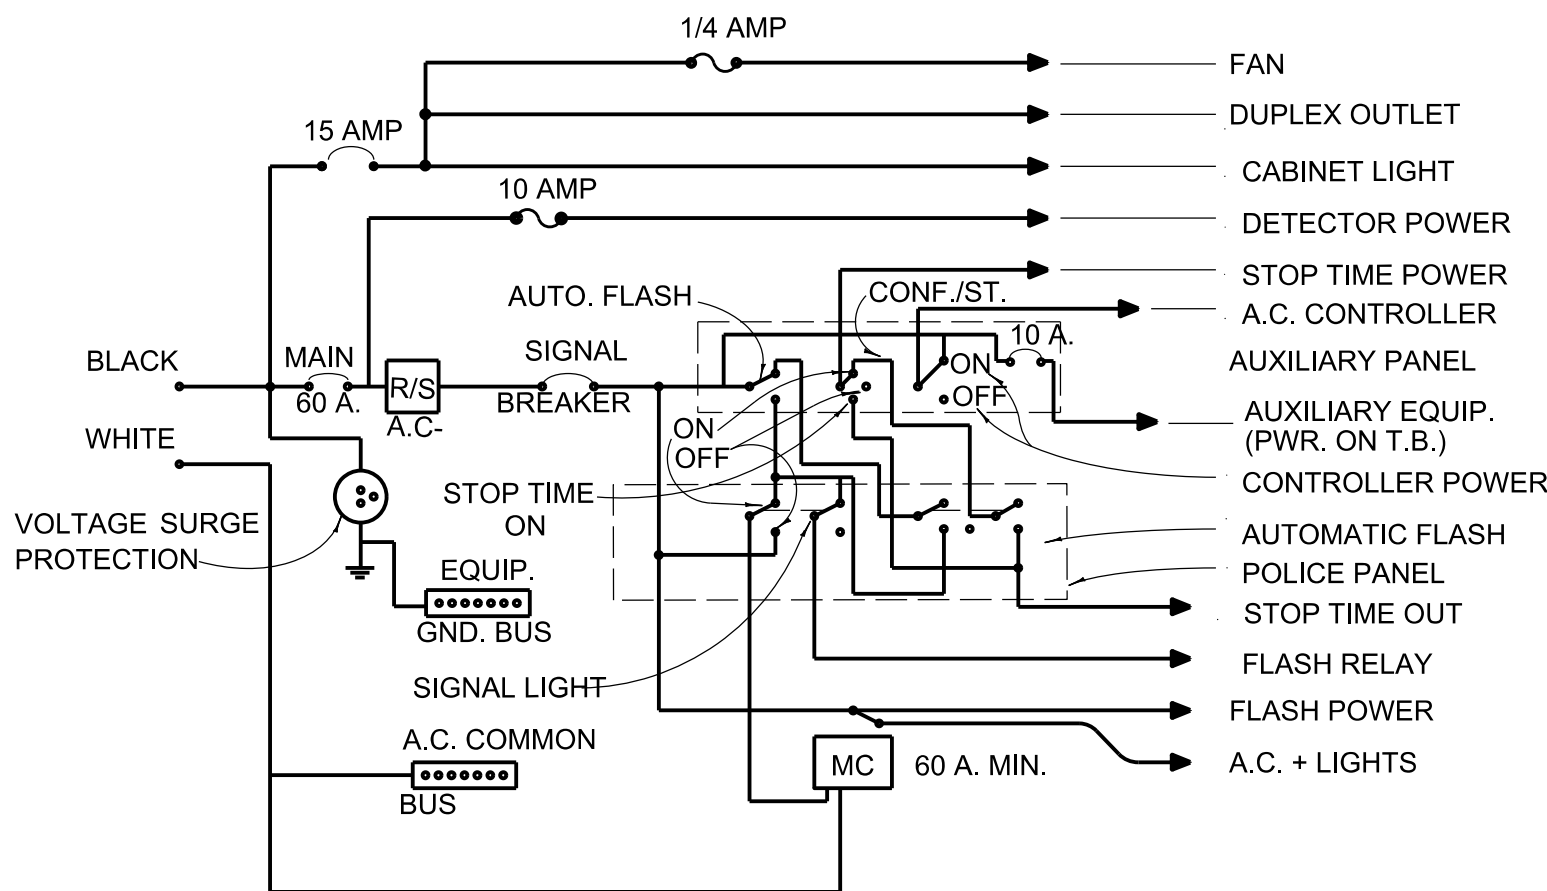 1/4 AMP
FAN
DUPLEX OUTLET
15 AMP
CABINET LIGHT
10 AMP
DETECTOR POWER
STOP TIME POWER
AUTO. FLASH
CONF./ST.
A.C. CONTROLLER
10 A.
BLACK
MAIN
60 A.
R/S
A.C-
SIGNAL
BREAKER
ON
OFF
AUXILIARY PANEL
AUXILIARY EQUIP.
(PWR. ON T.B.)
WHITE
ON
OFF
CONTROLLER POWER
STOP TIME
ON
VOLTAGE SURGE
PROTECTION
AUTOMATIC FLASH
POLICE PANEL
EQUIP.
GND. BUS
STOP TIME OUT
FLASH RELAY
SIGNAL LIGHT
FLASH POWER
A.C. COMMON
BUS
MC
60 A. MIN.
A.C. + LIGHTS